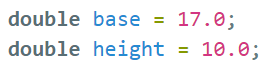 double base = 17.0;
double height = 10.0;